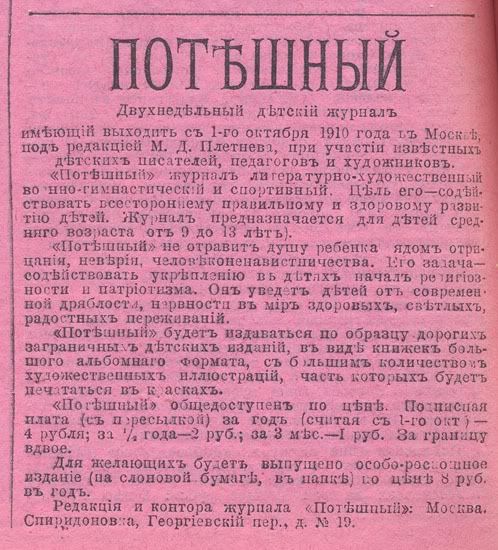 ПОТѢШНЫЙ
Двухнедѣльный дѣтскій журналъ
имѣющій выходить съ 1-го октября 1910 года въ Москвѣ,
подъ редакціей М. Д. Плетнева, при участіи извѣстныхъ
дѣтскихъ писателей, педагоговъ и художниковъ.
«Потѣшный» журналъ литературно-художественный
военно-гимнастическій и спортивный. Цѣль его—содѣй-
ствовать всестороннему правильному и здоровому разви-
тію дѣтей. Журналъ предназначается для дѣтей сред-
няго возраста отъ 9 до 13 лѣтъ).
«Потѣшный» не отравитъ душу ребенка ядомъ отри-
цанія, невѣрія, человѣконенавистничества. Его задача—
содѣйствовать укрѣпленію въ дѣтяхъ началъ религіоз-
ности и патріотизма. Онъ уведетъ дѣтей отъ современ-
ной дряблости, нервности въ міръ здоровыхъ, свѣтлыхъ,
радостныхъ переживаній.
«Потѣшный» будетъ издаваться по образцу дорогихъ
заграничныхъ дѣтскихъ изданій, въ видѣ книжекъ боль-
шого альбомнаго формата, съ большимъ количествомъ
художественныхъ иллюстрацій, часть которыхъ будетъ
печататься въ краскахъ.
«Потѣшный» общедоступенъ по цѣнѣ. Подписная
плата (съ пересылкой) за годъ (считая съ 1-го окт)—
4 рубля; за ½ года—2 руб.; за 3 мѣс.—1 руб. За границу
вдвое.
Для желающихъ будетъ выпущено особо-роскошное
изданіе (на слоновой бумагѣ, въ папкѣ) по цѣнѣ 8 руб.
въ годъ.
Редакція и контора журнала «Потѣшный»: Москва.
Спиридоновка, Георгіевскій пер., д. № 19.